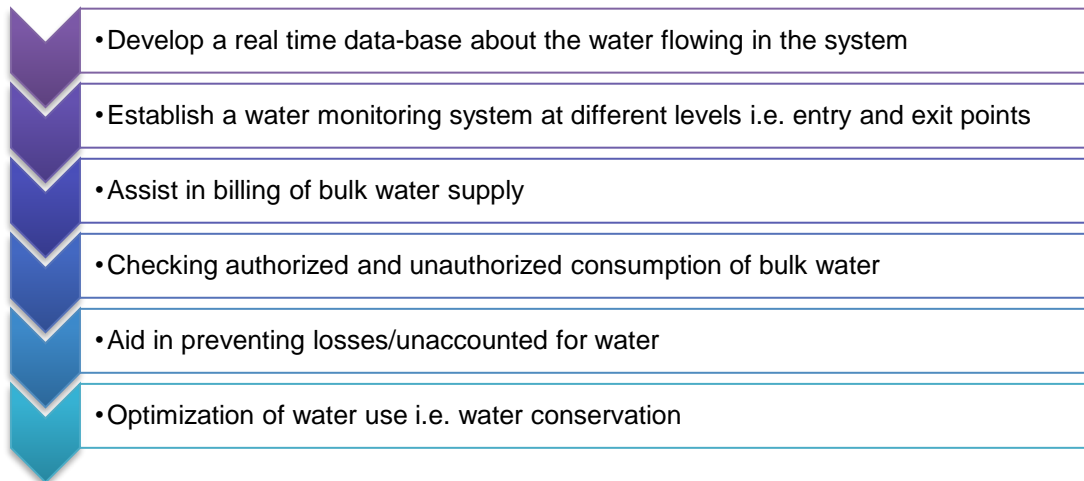 •Develop a real time data-base about the water flowing in the system
•Establish a water monitoring system at different levels i.e. entry and exit points
•Assist in billing of bulk water supply
•Checking authorized and unauthorized consumption of bulk water
•Aid in preventing losses/unaccounted for water
•Optimization of water use i.e. water conservation